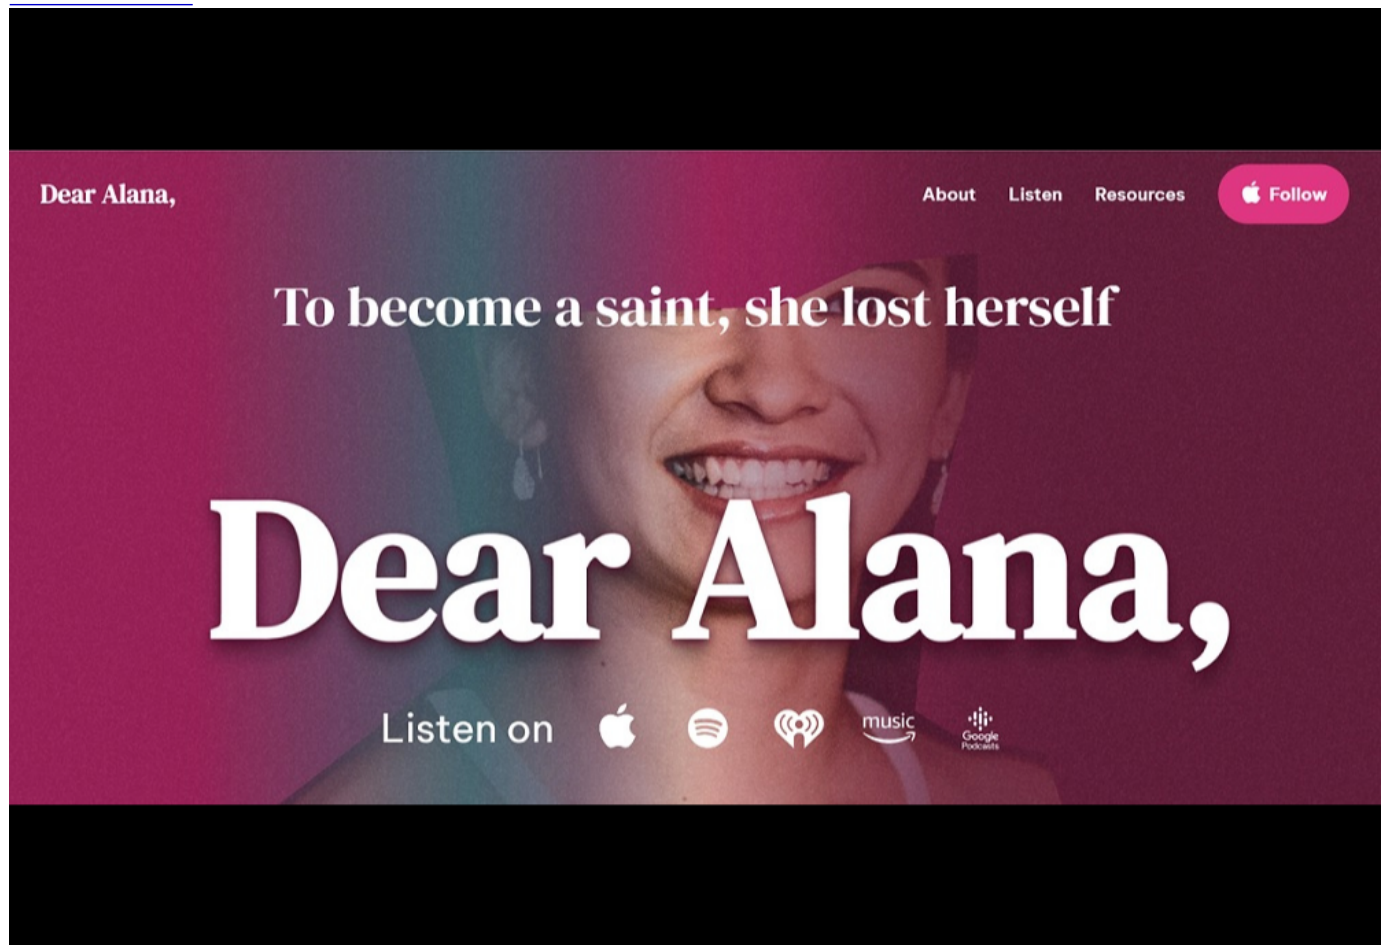 Dear Alana,
About Listen Resources Follow
To become a saint, she lost herself
Dear Alana,
Listen on
music
Google
Podcasts